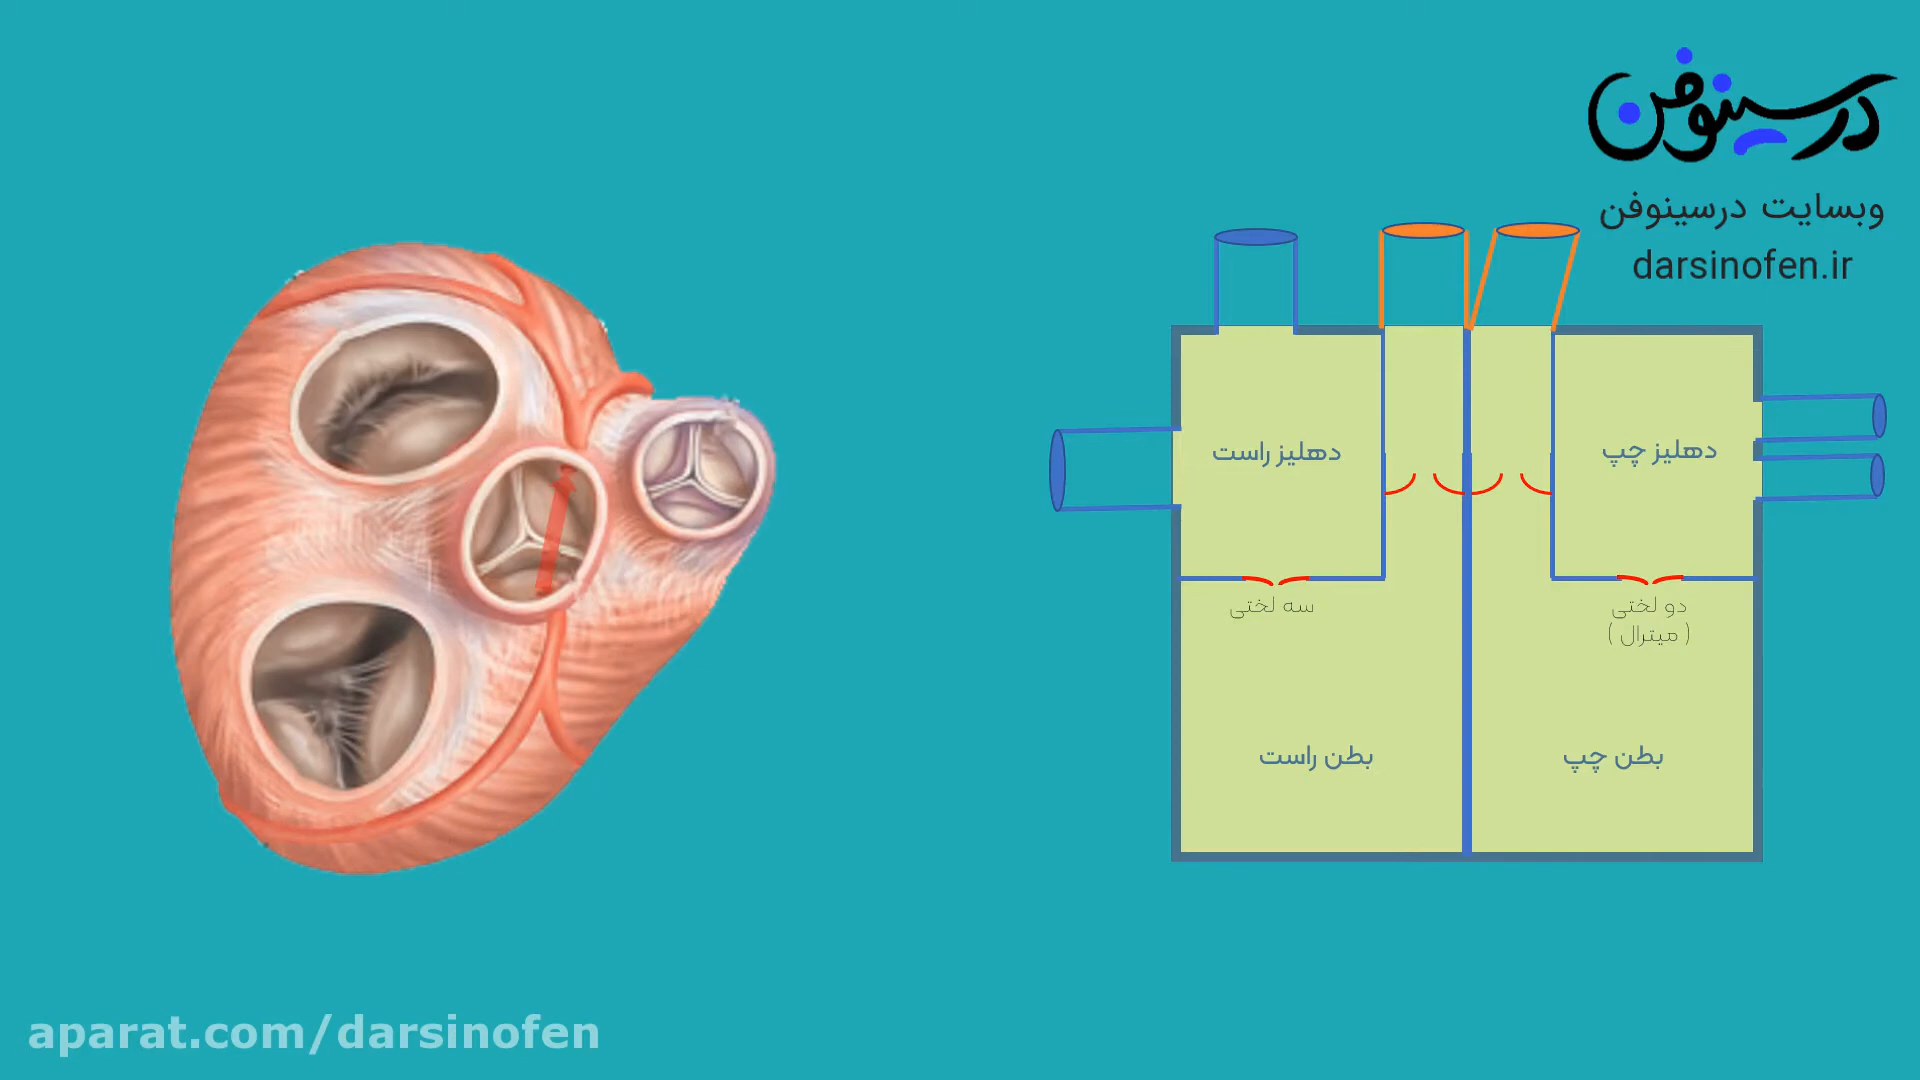 درسینوفن
وبسایت درسینوفن
darsinofen.ir
دهلیز راست
دهلیز چپ
سه لختی
دو لختی
( میترال )
بطن راست
بطن چپ
aparat.com/darsinofen